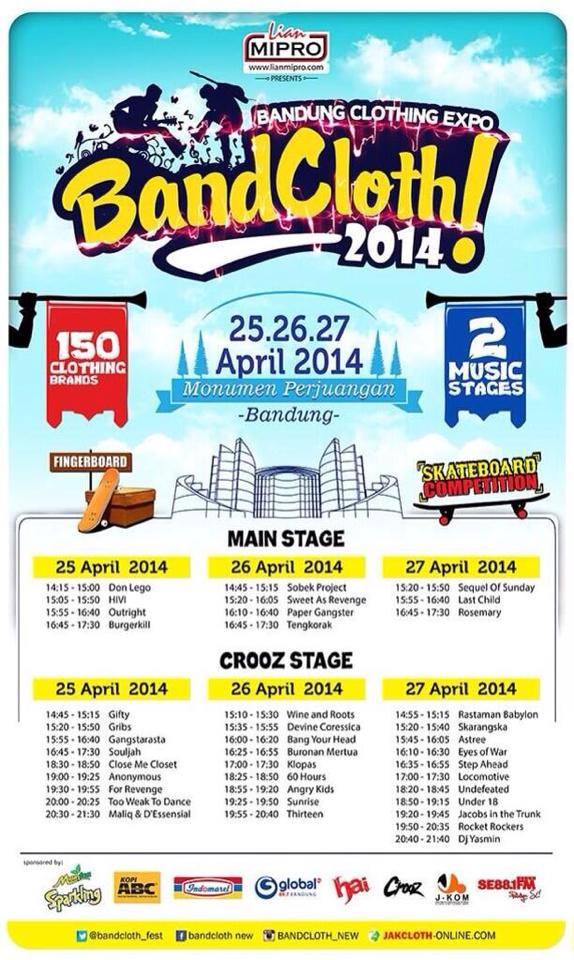 Lian
MIPRO
www.lianmipro.com
PRESENTS
BANDUNG CLOTHING EXPO
BandCloth!
2014
150
CLOTHING
BRANDS
25.26.27
April 2014
Monumen Perjuangan
-Bandung-
2
MUSIC
STAGES
FINGERBOARD
SKATEBOARD
COMPETITION
MAIN STAGE
25 April 2014
14:15 - 15:00 Don Lego
15:05 - 15:50 HIVI
15:55 - 16:40 Outright
16:45 - 17:30 Burgerkill
26 April 2014
14:45 - 15:15 Sobek Project
15:20 - 16:05 Sweet As Revenge
16:10 - 16:40 Paper Gangster
16:45 - 17:30 Tengkorak
27 April 2014
15:20 - 15:50 Sequel Of Sunday
15:55 - 16:40 Last Child
16:45 - 17:30 Rosemary
CROOZ STAGE
25 April 2014
14:45 - 15:15 Gifty
15:20 - 15:50 Gribs
15:55 - 16:40 Gangstarasta
16:45 - 17:30 Souljah
18:30 - 18:50 Close Me Closet
19:00 - 19:25 Anonymous
19:30 - 19:55 For Revenge
20:00 - 20:25 Too Weak To Dance
20:30 - 21:30 Maliq & D'Essensial
26 April 2014
15:10 - 15:30 Wine and Roots
15:35 - 15:55 Devine Coressica
16:00 - 16:20 Bang Your Head
16:25 - 16:55 Buronan Mertua
17:00 - 17:30 Klopas
18:25 - 18:50 60 Hours
18:55 - 19:20 Angry Kids
19:25 - 19:50 Sunrise
19:55 - 20:40 Thirteen
27 April 2014
14:55 - 15:15 Rastaman Babylon
15:20 - 15:40 Skarangska
15:45 - 16:05 Astree
16:10 - 16:30 Eyes of War
16:35 - 16:55 Step Ahead
17:00 - 17:30 Locomotive
18:20 - 18:45 Undefeated
18:50 - 19:15 Under 18
19:20 - 19:45 Jacobs in the Trunk
19:50 - 20:35 Rocket Rockers
20:40 - 21:40 Dj Yasmin
sponsored by:
Sparkling
KOPI
ABC
Indomaret
global
89.7 BANDUNG
hai
Crooz
J-KOM
SE88.1FM
@bandcloth_fest
bandcloth new
BANDCLOTH_NEW
JAKCLOTH-ONLINE.COM